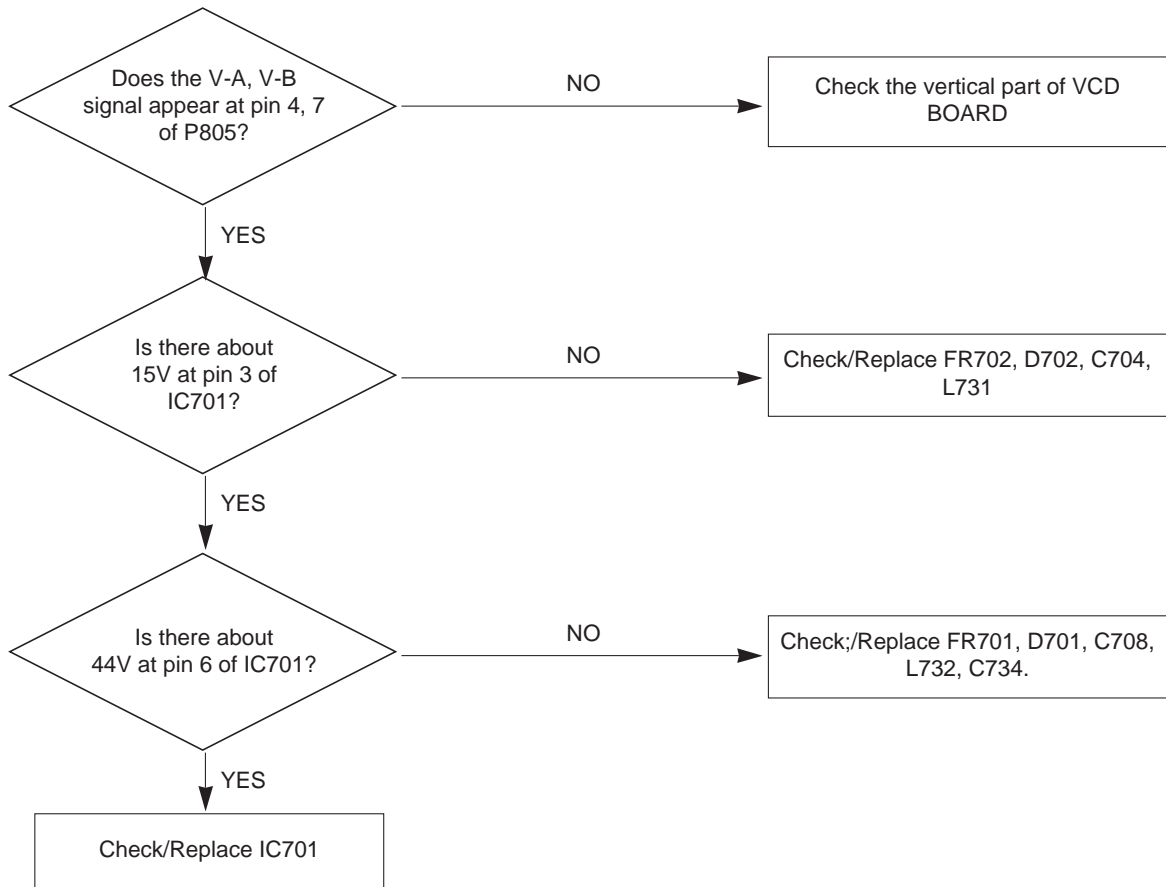 Does the V-A, V-B
signal appear at pin 4, 7
of P805?
NO
Check the vertical part of VCD
BOARD
YES
Is there about
15V at pin 3 of
IC701?
NO
Check/Replace FR702, D702, C704,
L731
YES
Is there about
44V at pin 6 of IC701?
NO
Check;/Replace FR701, D701, C708,
L732, C734.
YES
Check/Replace IC701